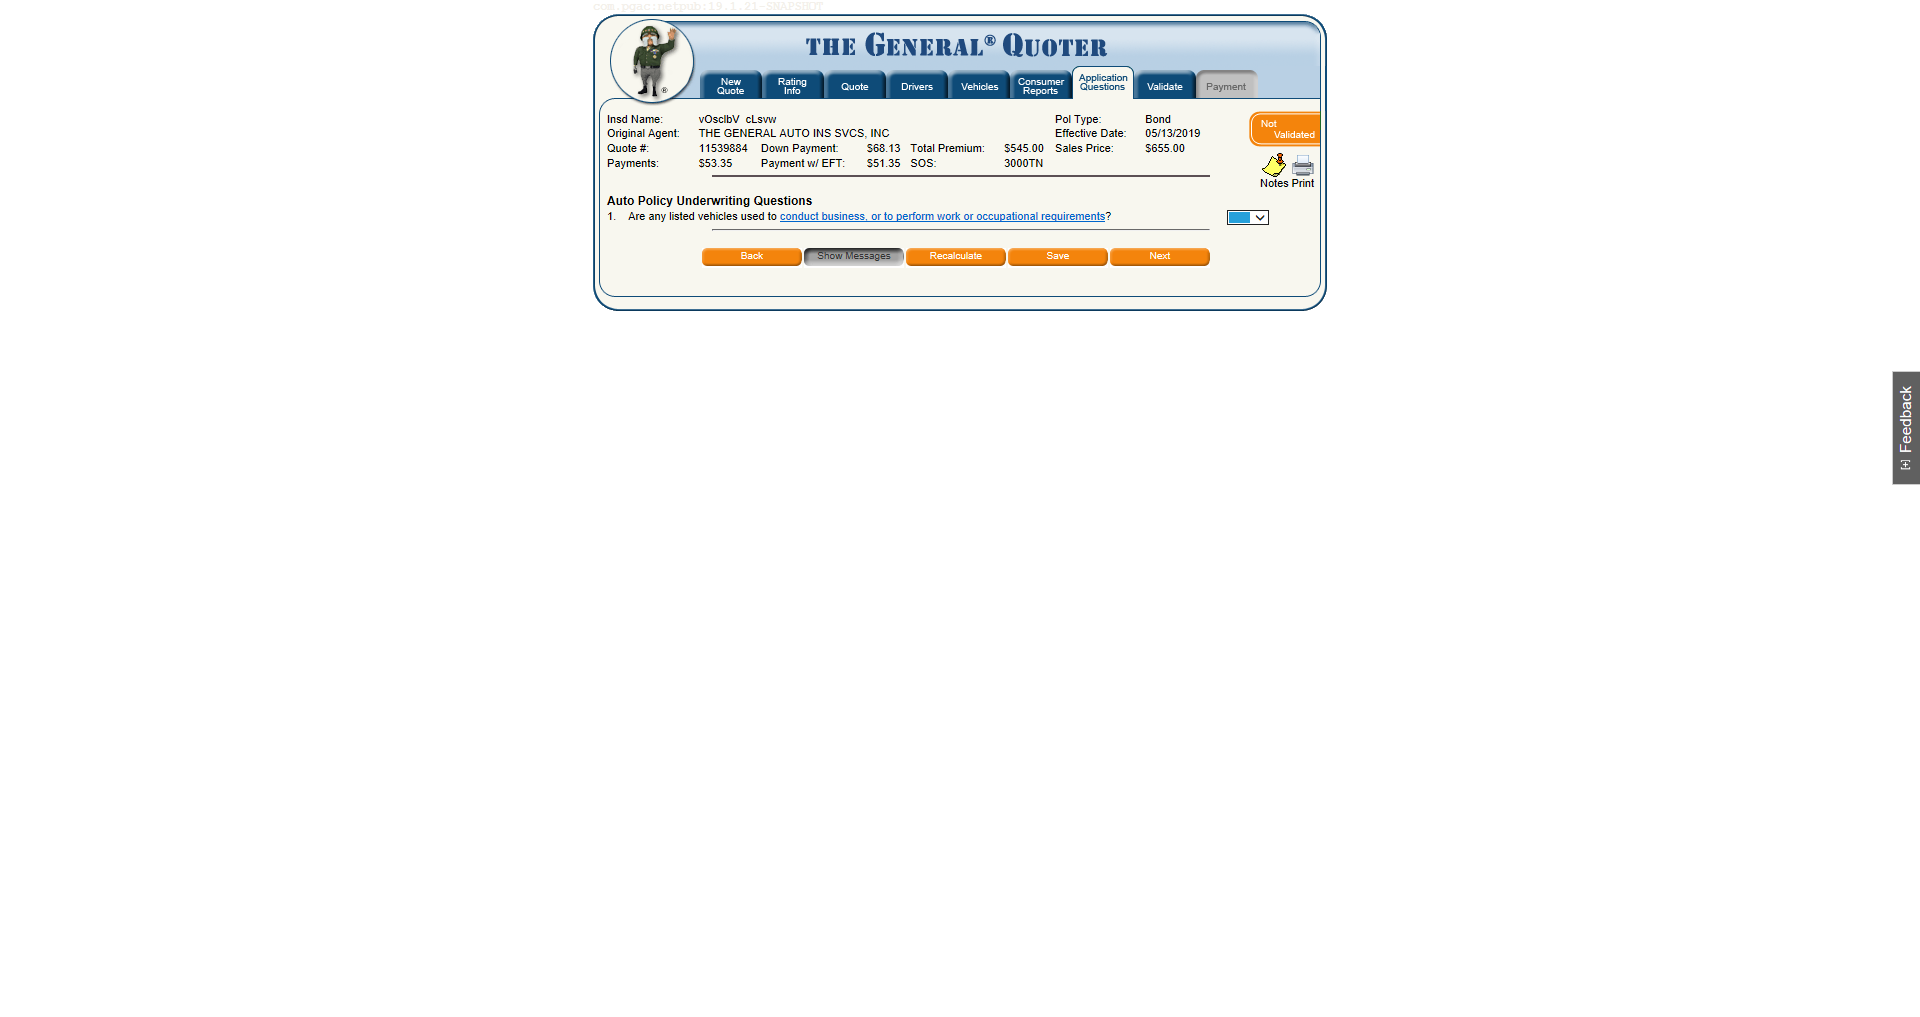 com.pgac:netpub:19.1.21-SNAPSHOT
THE GENERAL® QUOTER
New Quote
Rating Info
Quote
Drivers
Vehicles
Consumer Reports
Application Questions
Validate
Payment
Insd Name: vOsclbV cLsvw Pol Type: Bond
Original Agent: THE GENERAL AUTO INS SVCS, INC Effective Date: 05/13/2019
Quote #: 11539884 Down Payment: $68.13 Total Premium: $545.00 Sales Price: $655.00
Payments: $53.35 Payment w/ EFT: $51.35 SOS: 3000TN
Not Validated
Notes Print
Auto Policy Underwriting Questions
1. Are any listed vehicles used to conduct business, or to perform work or occupational requirements?
Back Show Messages Recalculate Save Next
[+] Feedback